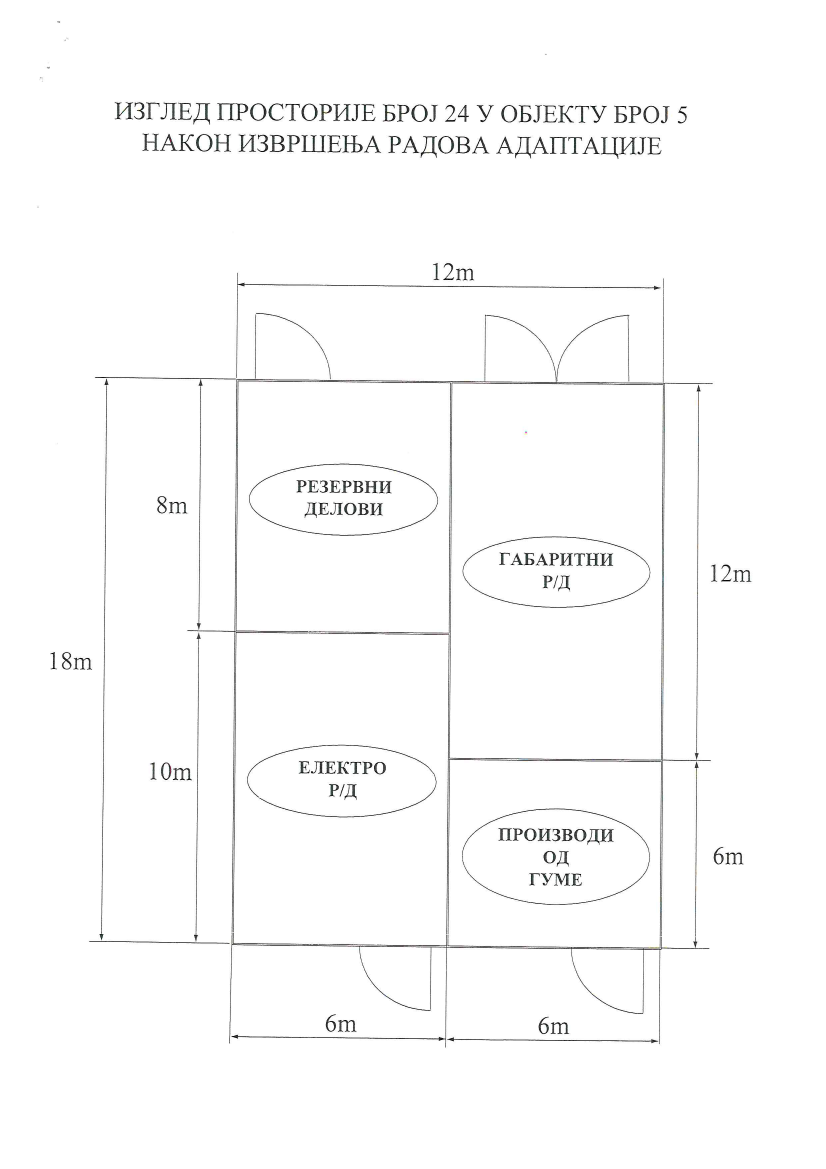 ИЗГЛЕД ПРОСТОРИЈЕ БРОЈ 24 У ОБЈЕКТУ БРОЈ 5
НАКОН ИЗВРШЕЊА РАДОВА АДАПТАЦИЈЕ
12m
РЕЗЕРВНИ
ДЕЛОВИ
8m
ГАБАРИТНИ
Р/Д
12m
18m
ЕЛЕКТРО
Р/Д
10m
ПРОИЗВОДИ
ОД
ГУМЕ
6m
6m
6m